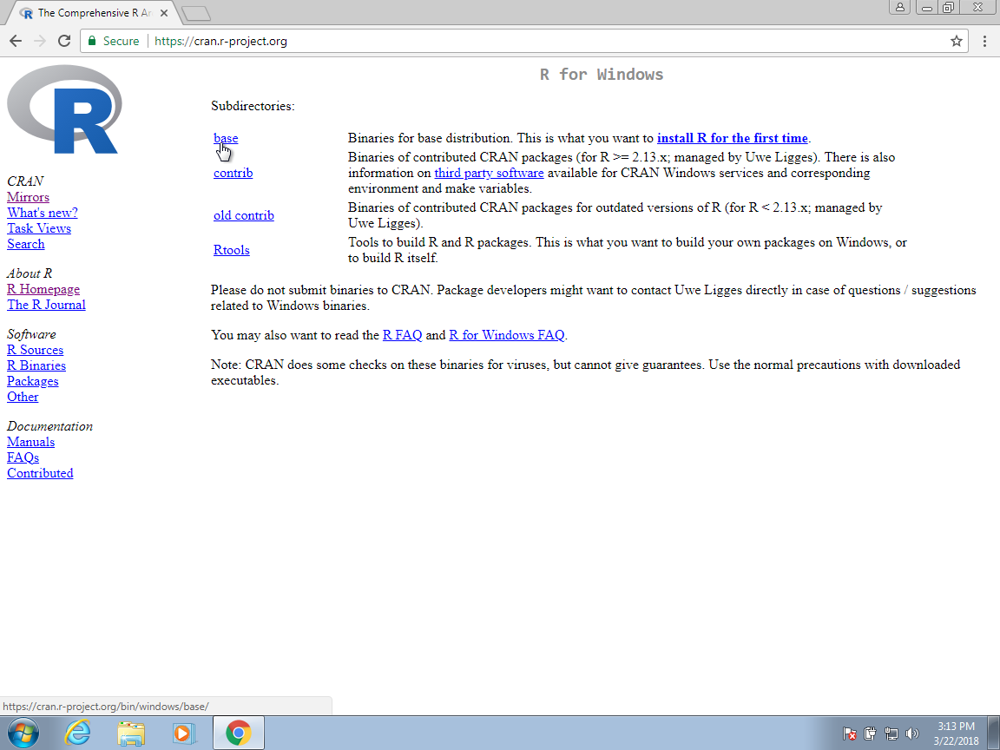 The Comprehensive R Ar
Secure
https://cran.r-project.org
R
CRAN
Mirrors
What's new?
Task Views
Search
About R
R Homepage
The R Journal
Software
R Sources
R Binaries
Packages
Other
Documentation
Manuals
FAQs
Contributed
R for Windows
Subdirectories:
base
Binaries for base distribution. This is what you want to install R for the first time.
contrib
Binaries of contributed CRAN packages (for R >= 2.13.x; managed by Uwe Ligges). There is also
information on third party software available for CRAN Windows services and corresponding
environment and make variables.
old contrib
Binaries of contributed CRAN packages for outdated versions of R (for R < 2.13.x; managed by
Uwe Ligges).
Rtools
Tools to build R and R packages. This is what you want to build your own packages on Windows, or
to build R itself.
Please do not submit binaries to CRAN. Package developers might want to contact Uwe Ligges directly in case of questions / suggestions
related to Windows binaries.
You may also want to read the R FAQ and R for Windows FAQ.
Note: CRAN does some checks on these binaries for viruses, but cannot give guarantees. Use the normal precautions with downloaded
executables.
https://cran.r-project.org/bin/windows/base/
3:13 PM
3/22/2018